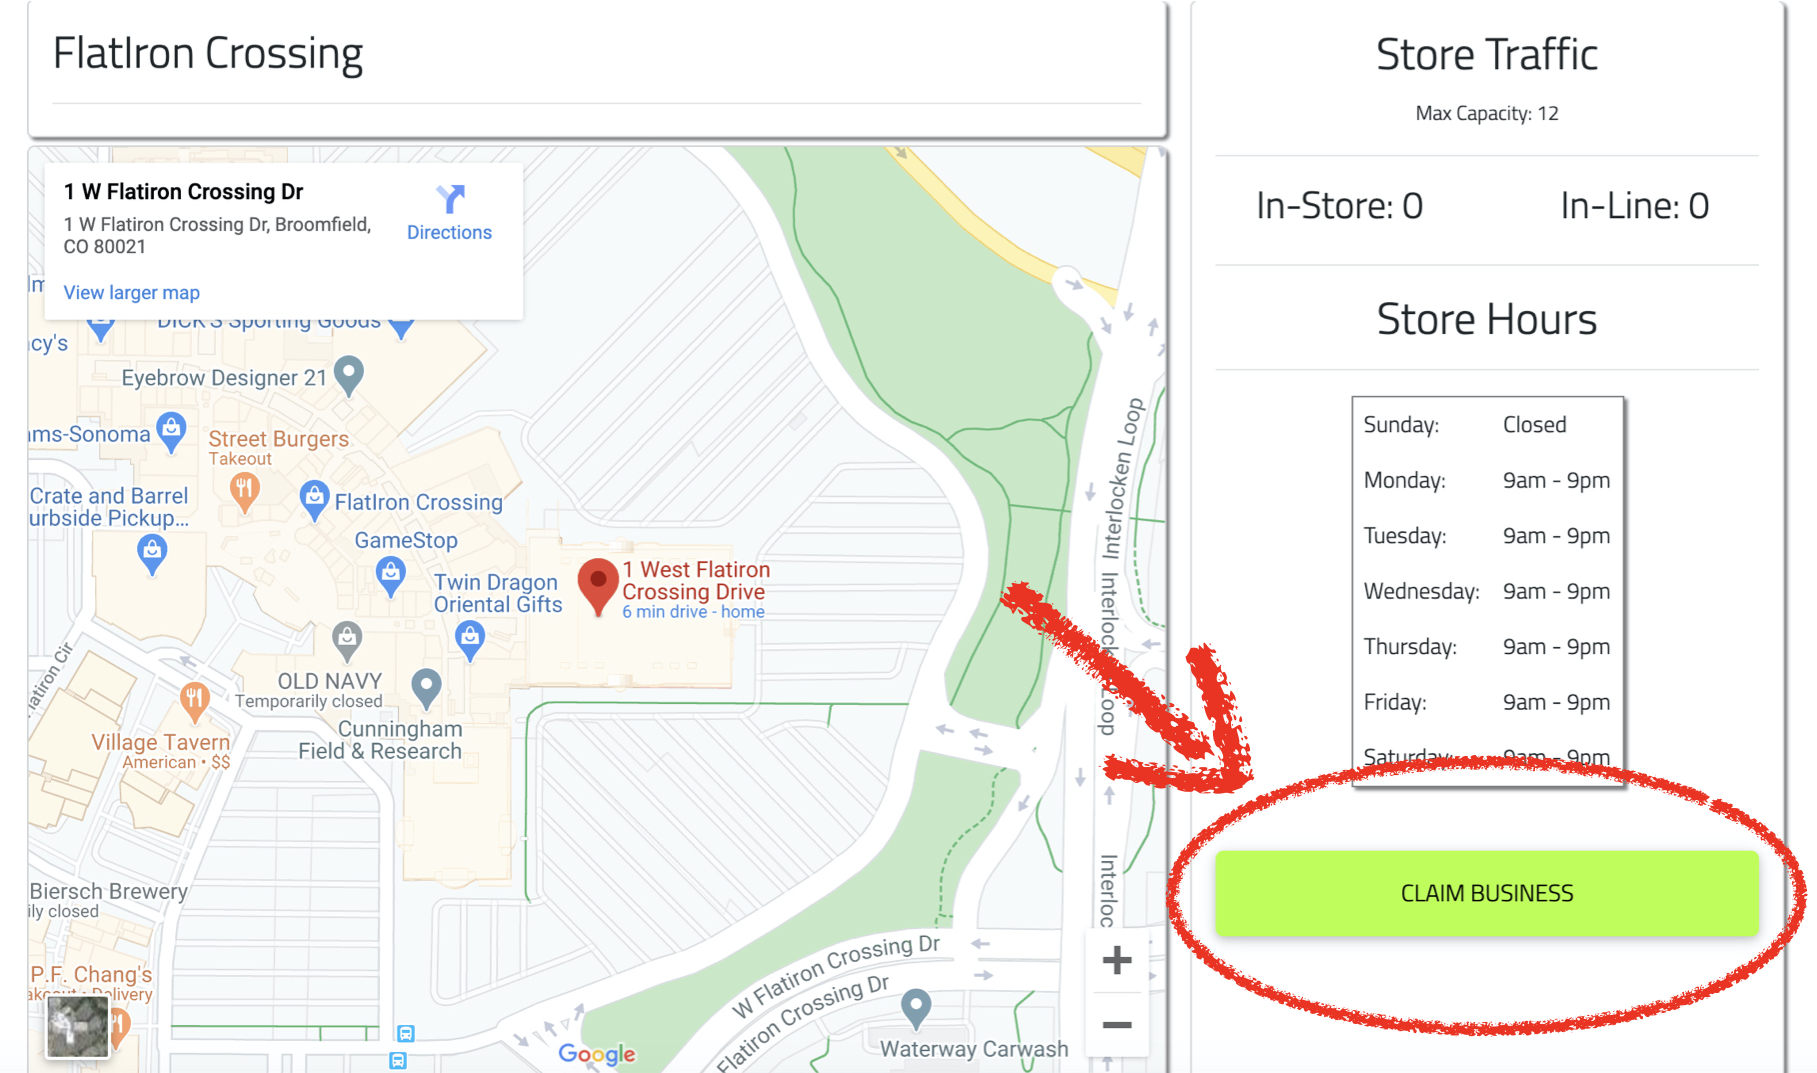 FlatIron Crossing
1 W Flatiron Crossing Dr
1 W Flatiron Crossing Dr, Broomfield,
CO 80021
Directions
View larger map
DICK'S Sporting Goods
cy's
Eyebrow Designer 21
ms-Sonoma
Street Burgers
Takeout
Crate and Barrel
urbside Pickup...
FlatIron Crossing
GameStop
Twin Dragon
Oriental Gifts
1 West Flatiron
Crossing Drive
6 min drive - home
OLD NAVY
Temporarily closed
Cunningham
Field & Research
latiron Cir
Village Tavern
American • $$
Biersch Brewery
ily closed
P.F. Chang's
akeout • Delivery
Interlocken Loop
Loop
Interloc
W Flatiron Crossing Dr
Flatiron Crossing Dr
Waterway Carwash
Google
+
−
Store Traffic
Max Capacity: 12
In-Store: 0
In-Line: 0
Store Hours
Sunday: Closed
Monday: 9am - 9pm
Tuesday: 9am - 9pm
Wednesday: 9am - 9pm
Thursday: 9am - 9pm
Friday: 9am - 9pm
Saturday: 9am - 9pm
CLAIM BUSINESS